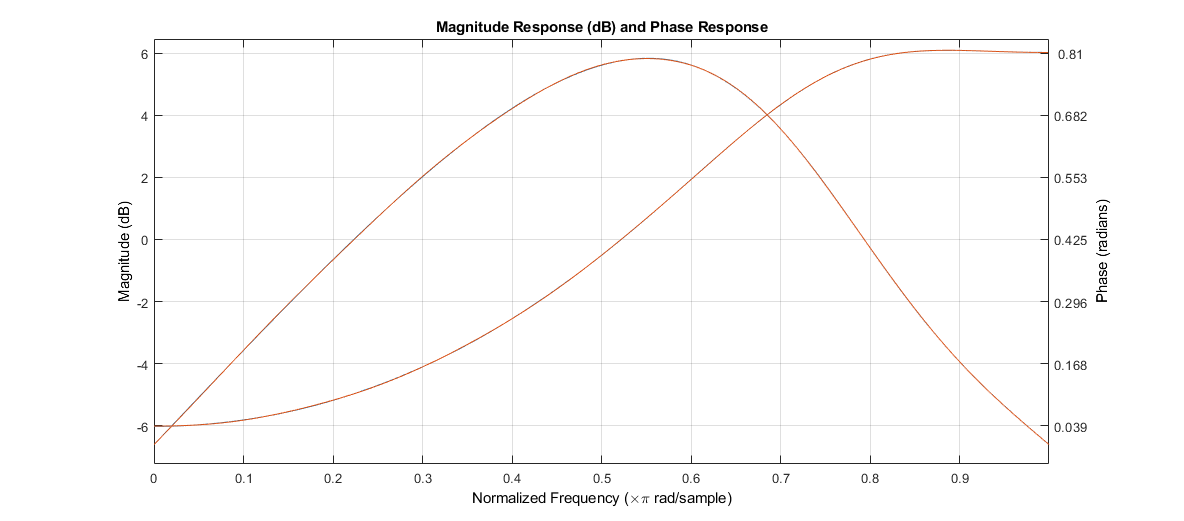 Magnitude Response (dB) and Phase Response
6
4
2
0
-2
-4
-6
Magnitude (dB)
0.81
0.682
0.553
0.425
0.296
0.168
0.039
Phase (radians)
0 0.1 0.2 0.3 0.4 0.5 0.6 0.7 0.8 0.9
Normalized Frequency (×π rad/sample)